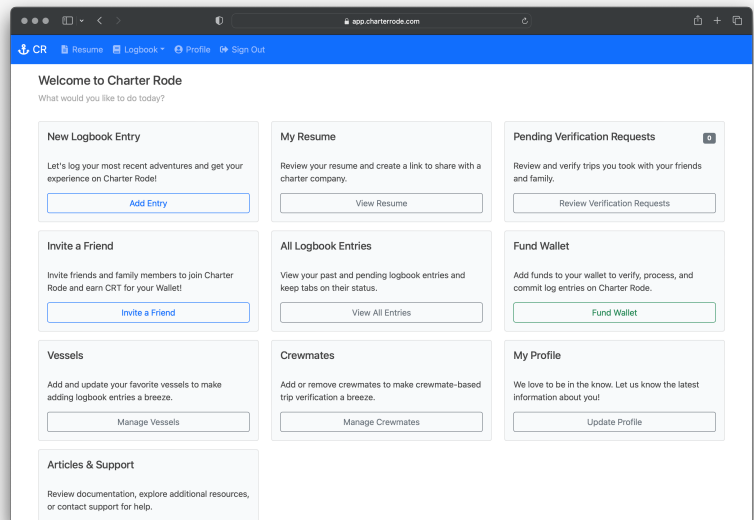 app.charterrode.com
CR Resume Logbook Profile Sign Out
Welcome to Charter Rode
What would you like to do today?
New Logbook Entry
Let's log your most recent adventures and get your
experience on Charter Rode!
Add Entry
My Resume
Review your resume and create a link to share with a
charter company.
View Resume
Pending Verification Requests 0
Review and verify trips you took with your friends
and family.
Review Verification Requests
Invite a Friend
Invite friends and family members to join Charter
Rode and earn CRT for your Wallet!
Invite a Friend
All Logbook Entries
View your past and pending logbook entries and
keep tabs on their status.
View All Entries
Fund Wallet
Add funds to your wallet to verify, process, and
commit log entries on Charter Rode.
Fund Wallet
Vessels
Add and update your favorite vessels to make
adding logbook entries a breeze.
Manage Vessels
Crewmates
Add or remove crewmates to make crewmate-based
trip verification a breeze.
Manage Crewmates
My Profile
We love to be in the know. Let us know the latest
information about you!
Update Profile
Articles & Support
Review documentation, explore additional resources,
or contact support for help.